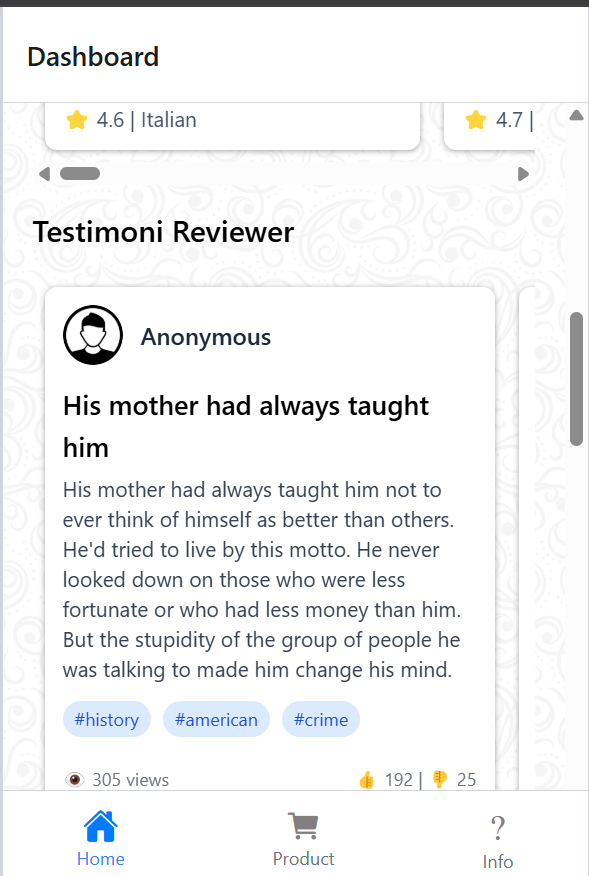 Dashboard
4.6 | Italian
4.7 |
Testimoni Reviewer
Anonymous
His mother had always taught
him
His mother had always taught him not to
ever think of himself as better than others.
He'd tried to live by this motto. He never
looked down on those who were less
fortunate or who had less money than him.
But the stupidity of the group of people he
was talking to made him change his mind.
#history #american #crime
305 views 192 | 25
Home Product ? Info